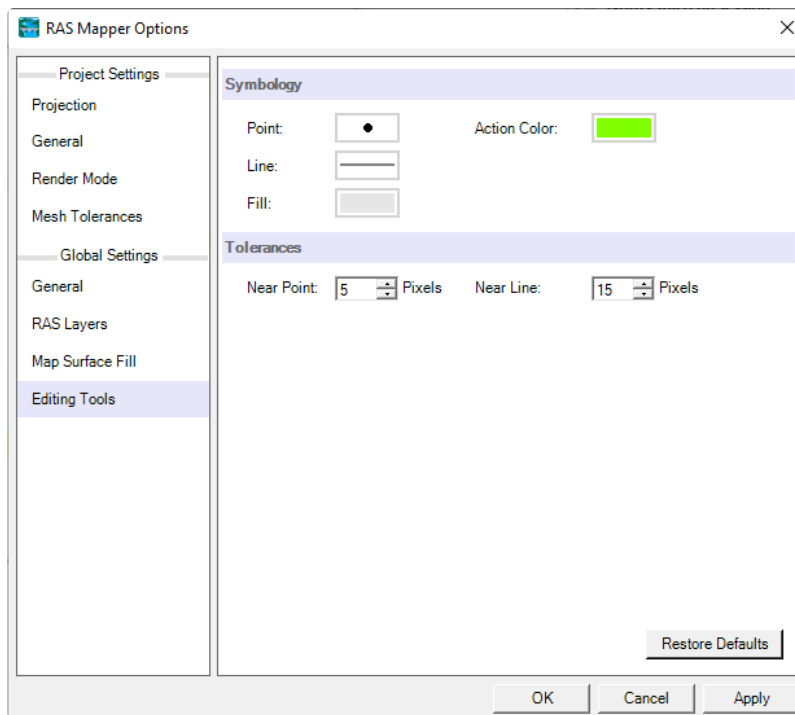 RAS Mapper Options
Project Settings
Projection
General
Render Mode
Mesh Tolerances
Global Settings
General
RAS Layers
Map Surface Fill
Editing Tools
Symbology
Point: Action Color:
Line:
Fill:
Tolerances
Near Point: 5 Pixels Near Line: 15 Pixels
Restore Defaults
OK Cancel Apply